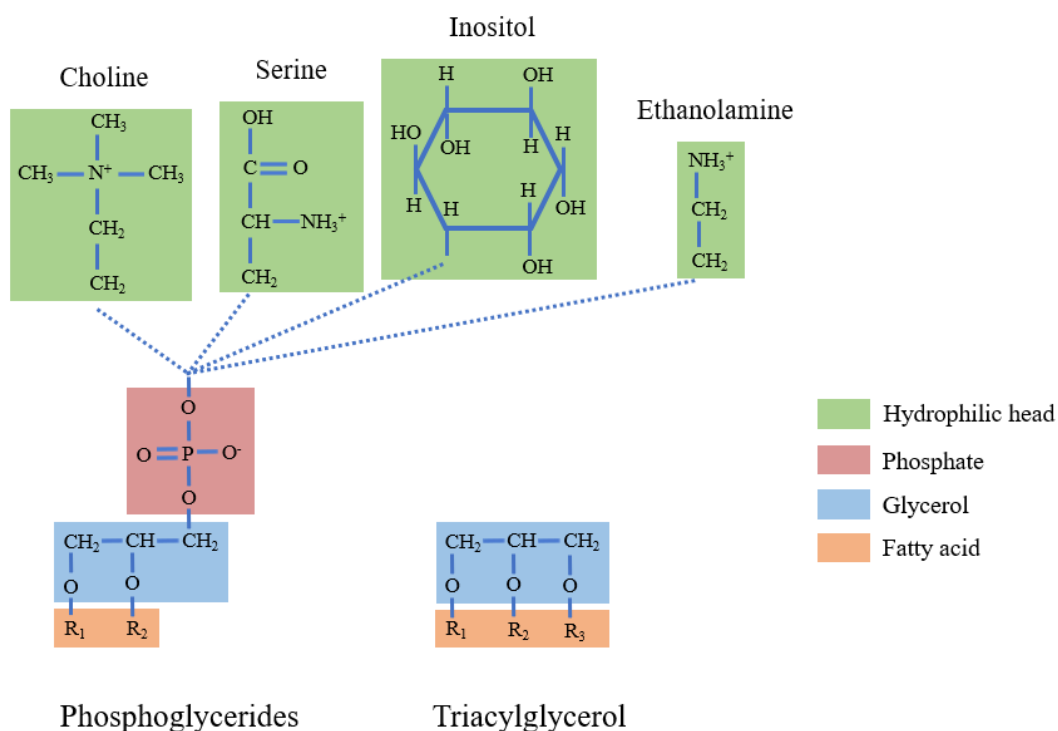 Choline
CH₃
CH₃ N⁺ CH₃
CH₂
CH₂
Serine
OH
C O
CH NH₃⁺
CH₂
Inositol
H OH
HO H
OH H
H H
H OH
OH
Ethanolamine
NH₃⁺
CH₂
CH₂
O
O P O⁻
O
CH₂ CH CH₂
O O
R₁ R₂
Phosphoglycerides
CH₂ CH CH₂
O O O
R₁ R₂ R₃
Triacylglycerol
Hydrophilic head
Phosphate
Glycerol
Fatty acid